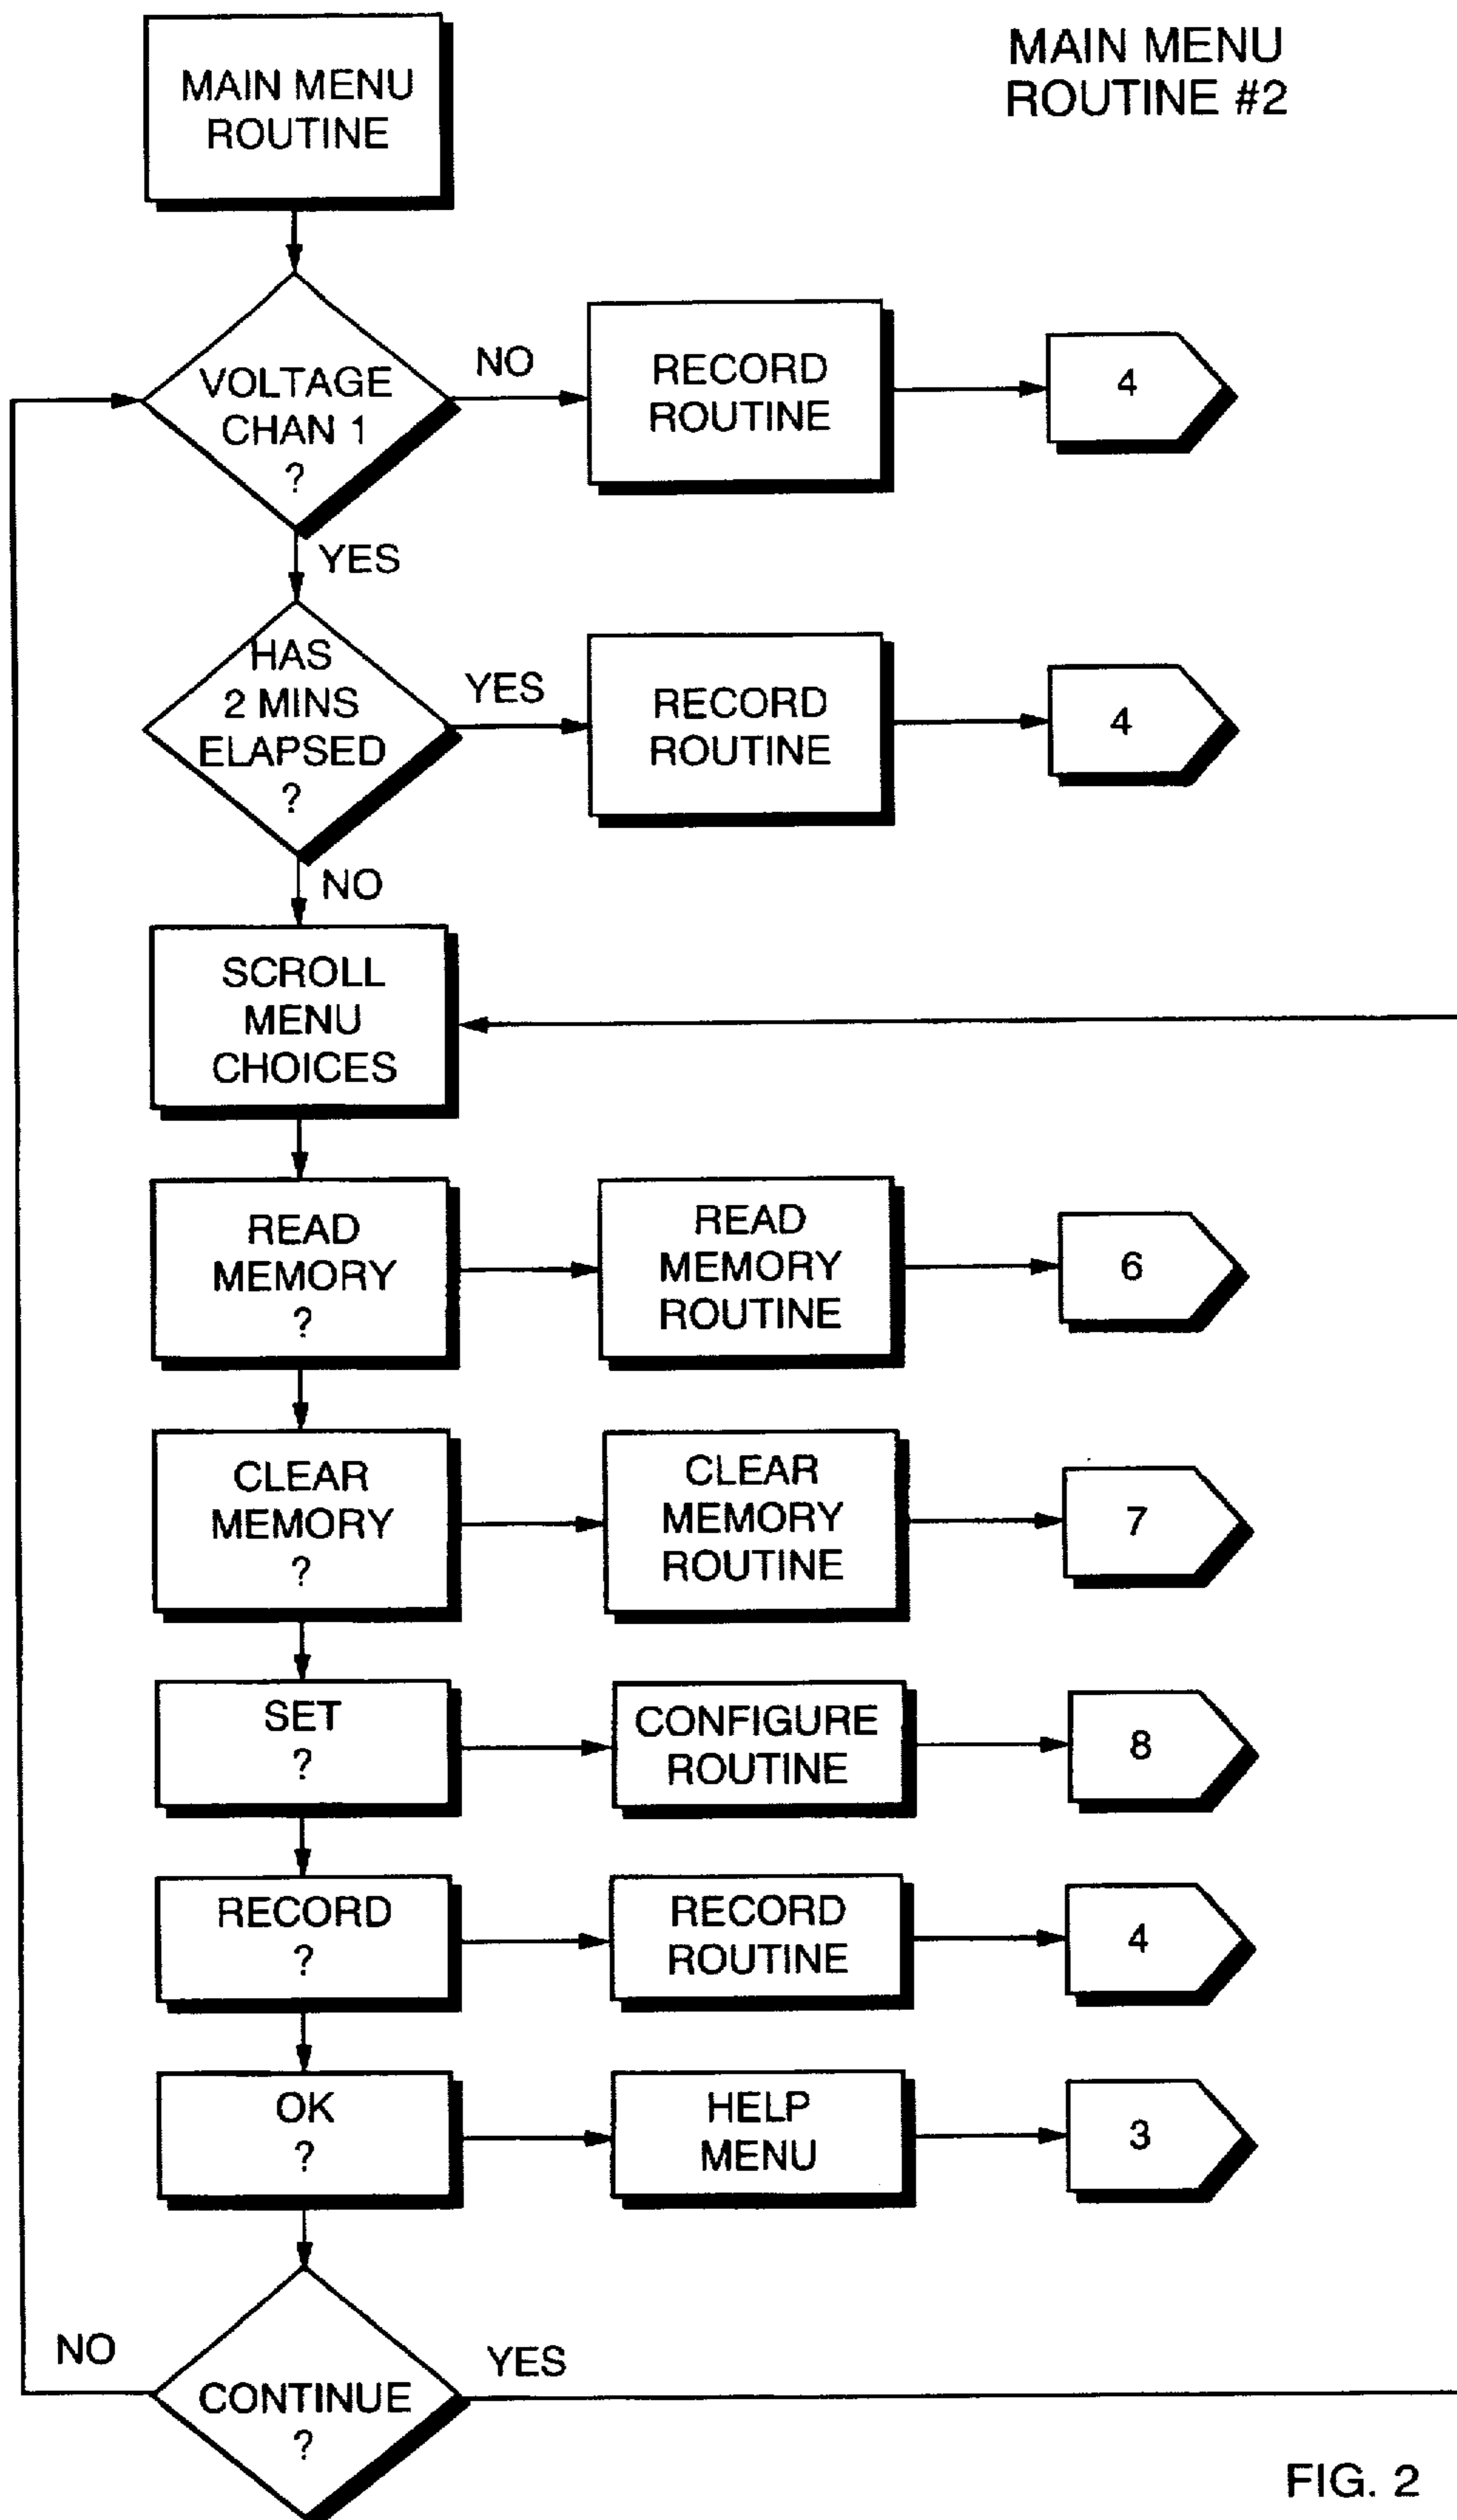 MAIN MENU
ROUTINE #2
MAIN MENU
ROUTINE
VOLTAGE
CHAN 1
?
NO
RECORD
ROUTINE
4
YES
HAS
2 MINS
ELAPSED
?
YES
RECORD
ROUTINE
4
NO
SCROLL
MENU
CHOICES
READ
MEMORY
?
READ
MEMORY
ROUTINE
6
CLEAR
MEMORY
?
CLEAR
MEMORY
ROUTINE
7
SET
?
CONFIGURE
ROUTINE
8
RECORD
?
RECORD
ROUTINE
4
OK
?
HELP
MENU
3
NO
CONTINUE
?
YES
FIG. 2